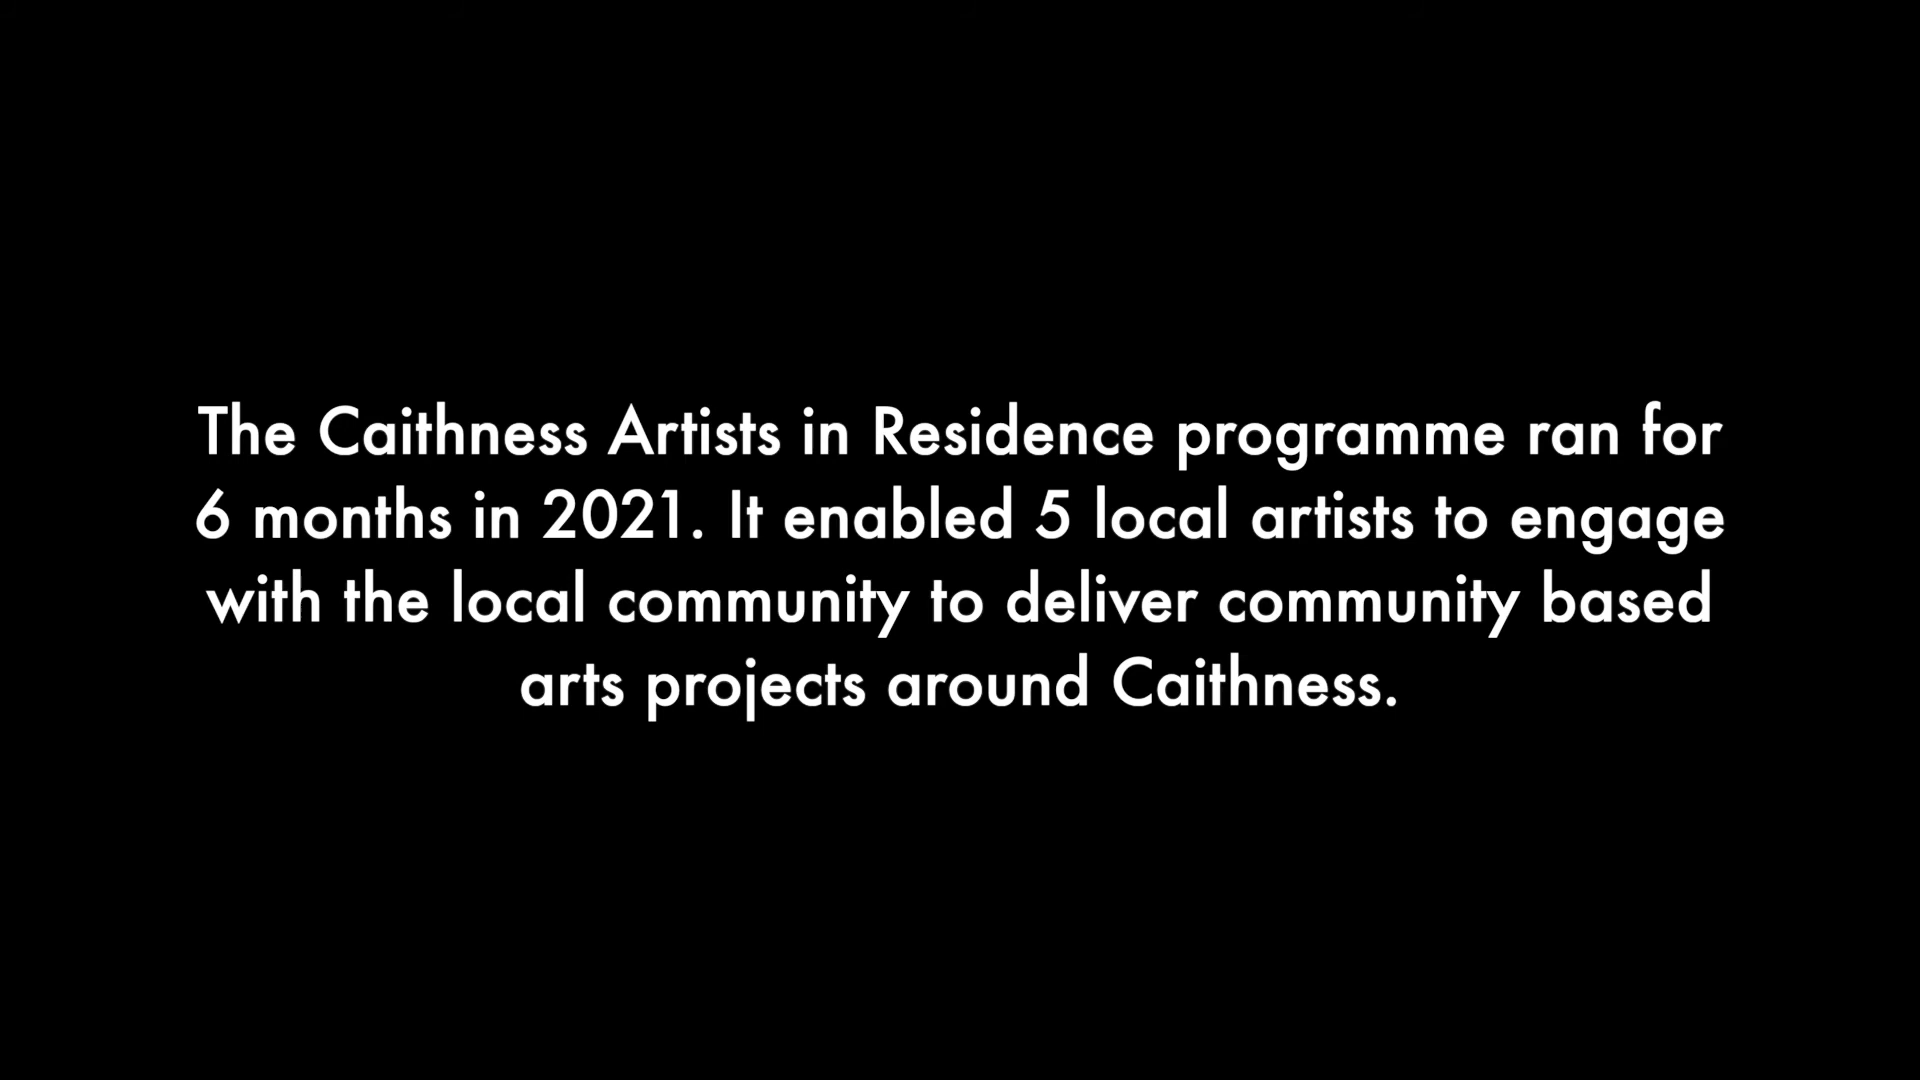 The Caithness Artists in Residence programme ran for
6 months in 2021. It enabled 5 local artists to engage
with the local community to deliver community based
arts projects around Caithness.